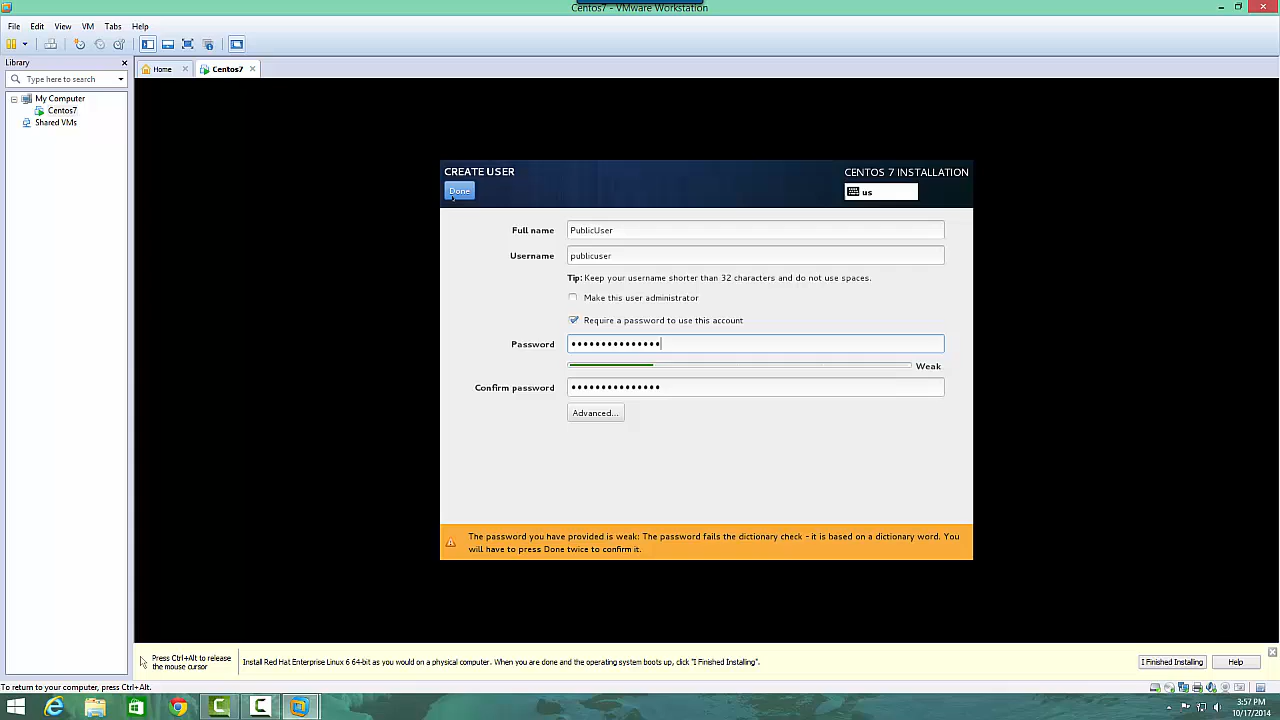 Centos7 - VMware Workstation
File Edit View VM Tabs Help
Library
Home
Centos7
Type here to search
My Computer
Centos7
Shared VMs
CREATE USER
CENTOS 7 INSTALLATION
Done
us
Full name
PublicUser
Username
publicuser
Tip: Keep your username shorter than 32 characters and do not use spaces.
Make this user administrator
Require a password to use this account
Password
•••••••••••••••
Weak
Confirm password
•••••••••••••••
Advanced...
The password you have provided is weak: The password fails the dictionary check - it is based on a dictionary word. You
will have to press Done twice to confirm it.
Press Ctrl+Alt to release
the mouse cursor
Install Red Hat Enterprise Linux 6 64-bit as you would on a physical computer. When you are done and the operating system boots up, click "I Finished Installing".
I Finished Installing
Help
To return to your computer, press Ctrl+Alt.
3:57 PM
10/17/2014